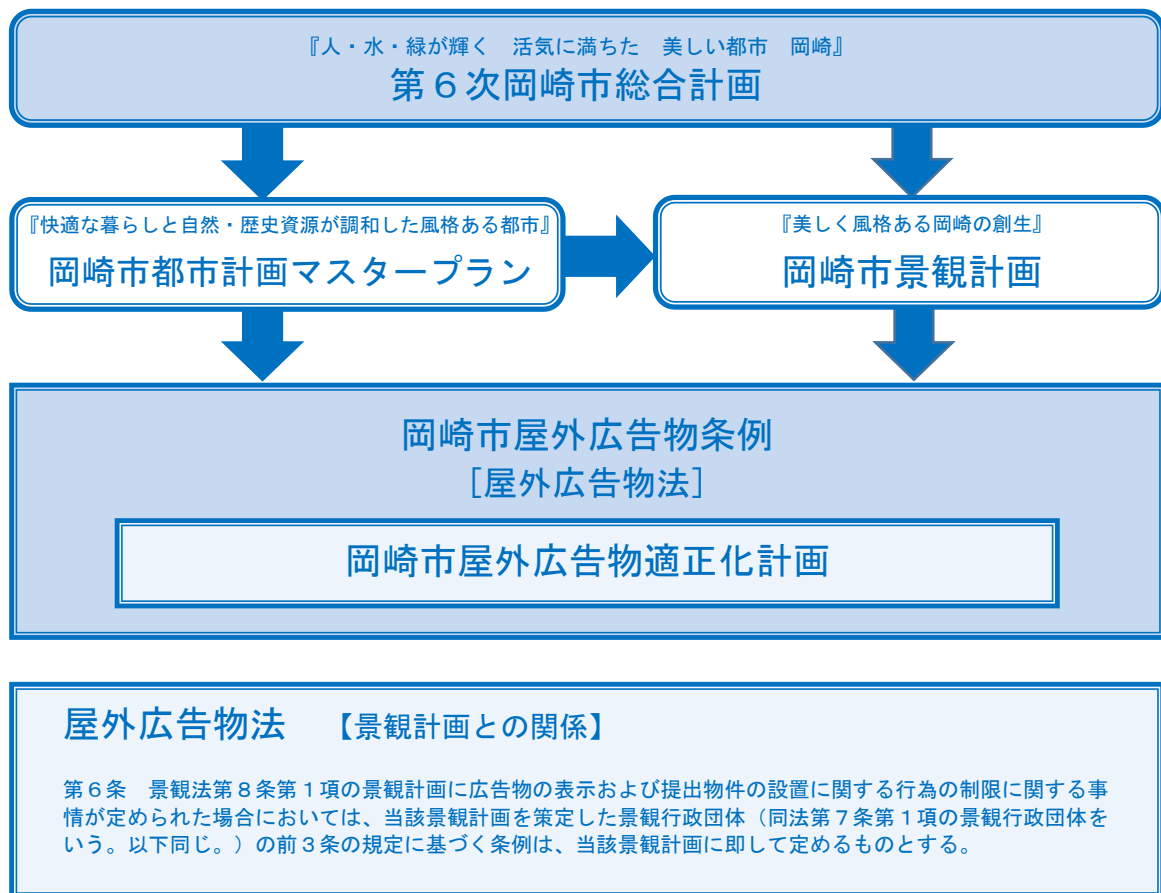 『人・水・緑が輝く　活気に満ちた　美しい都市　岡崎』
第６次岡崎市総合計画
『快適な暮らしと自然・歴史資源が調和した風格ある都市』
岡崎市都市計画マスタープラン
『美しく風格ある岡崎の創生』
岡崎市景観計画
岡崎市屋外広告物条例
［屋外広告物法］
岡崎市屋外広告物適正化計画
屋外広告物法　【景観計画との関係】
第６条　景観法第８条第１項の景観計画に広告物の表示および提出物件の設置に関する行為の制限に関する事
情が定められた場合においては、当該景観計画を策定した景観行政団体（同法第７条第１項の景観行政団体を
いう。以下同じ。）の前３条の規定に基づく条例は、当該景観計画に即して定めるものとする。